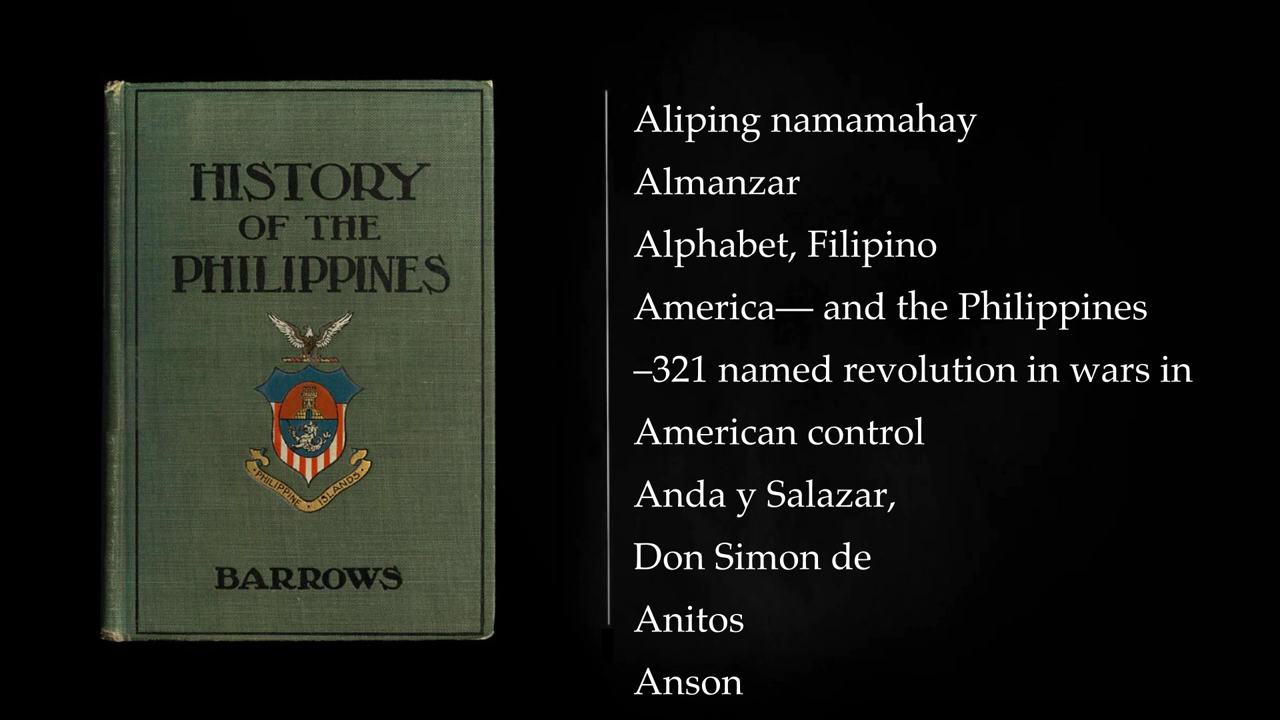 HISTORY
OF THE
PHILIPPINES
PHILIPPINE ISLANDS
BARROWS
Aliping namamahay
Almanzar
Alphabet, Filipino
America— and the Philippines
–321 named revolution in wars in
American control
Anda y Salazar,
Don Simon de
Anitos
Anson